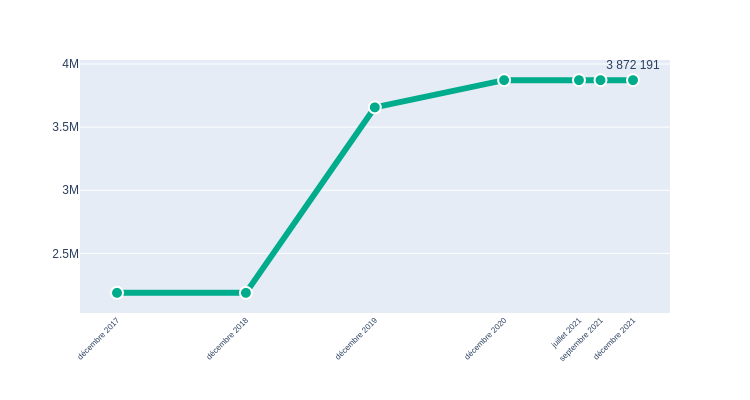 3 872 191
4M
3.5M
3M
2.5M
décembre 2017
décembre 2018
décembre 2019
décembre 2020
juillet 2021
septembre 2021
décembre 2021